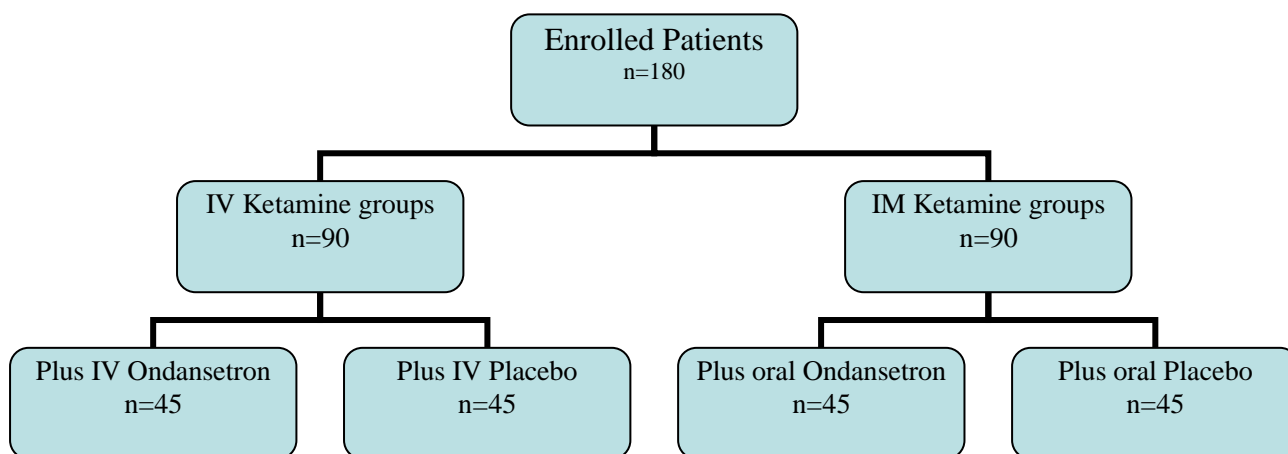 Enrolled Patients
n=180
IV Ketamine groups
n=90
IM Ketamine groups
n=90
Plus IV Ondansetron
n=45
Plus IV Placebo
n=45
Plus oral Ondansetron
n=45
Plus oral Placebo
n=45